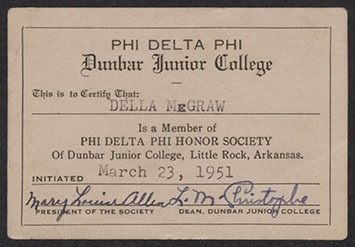 PHI DELTA PHI
Dunbar Junior College
This is to Certify That:
DELLA McGRAW
Is a Member of
PHI DELTA PHI HONOR SOCIETY
Of Dunbar Junior College, Little Rock, Arkansas.
INITIATED March 23, 1951
Mary Louise Allen L. M. Christophe
PRESIDENT OF THE SOCIETY DEAN, DUNBAR JUNIOR COLLEGE